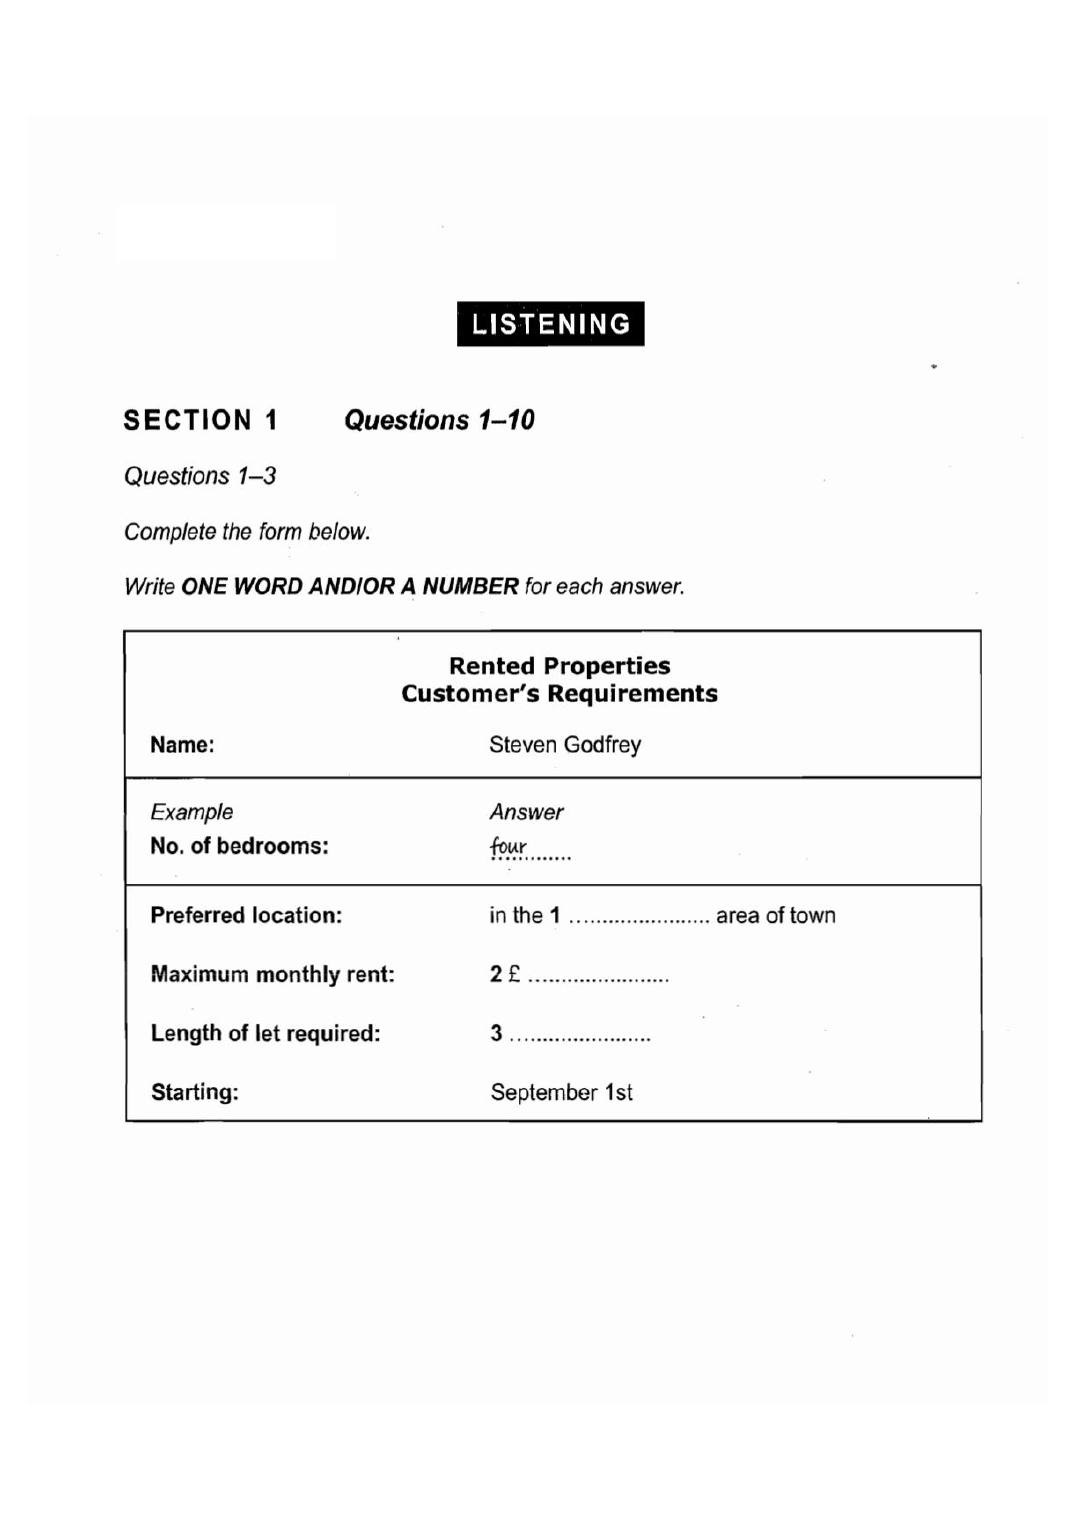 LISTENING
SECTION 1 Questions 1–10
Questions 1–3
Complete the form below.
Write ONE WORD AND/OR A NUMBER for each answer.
Rented Properties
Customer's Requirements
Name: Steven Godfrey
Example Answer
No. of bedrooms: four............
Preferred location: in the 1 ..................... area of town
Maximum monthly rent: 2 £ .....................
Length of let required: 3 .....................
Starting: September 1st